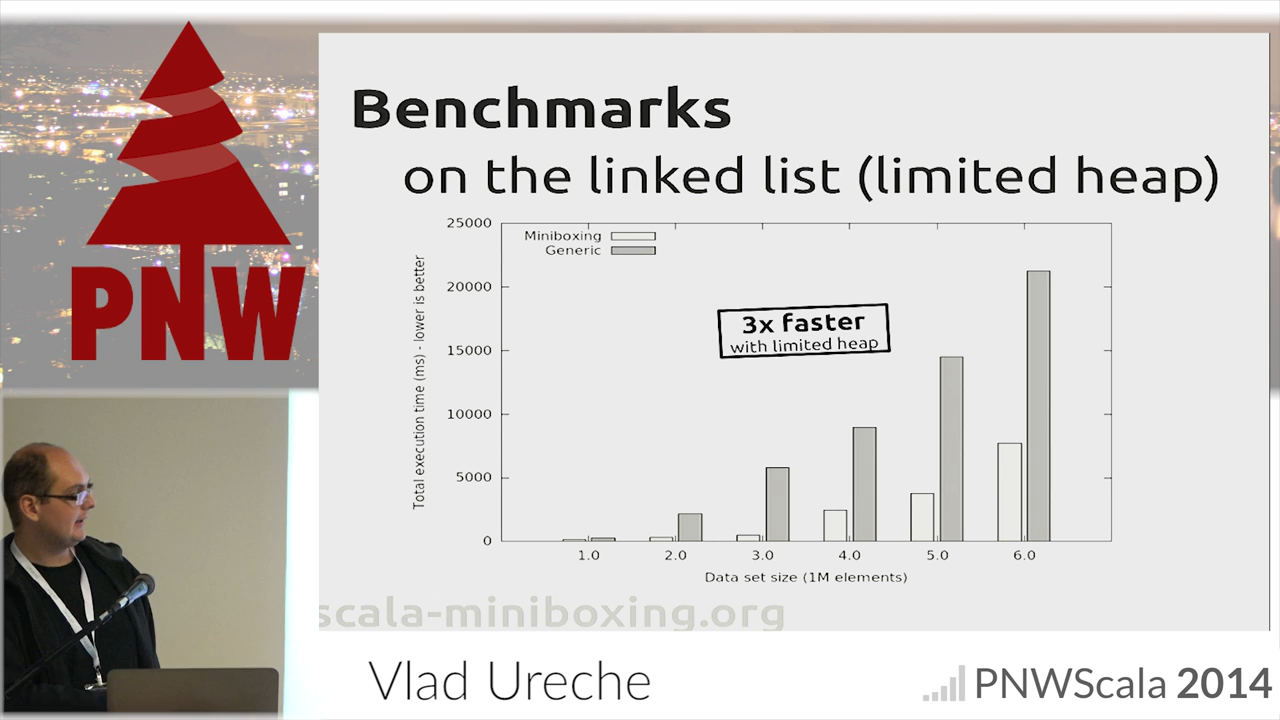 PNW
Benchmarks
on the linked list (limited heap)
25000
20000
15000
10000
5000
0
Total execution time (ms) - lower is better
Miniboxing
Generic
3x faster
with limited heap
1.0 2.0 3.0 4.0 5.0 6.0
Data set size (1M elements)
scala-miniboxing.org
Vlad Ureche
PNWScala 2014